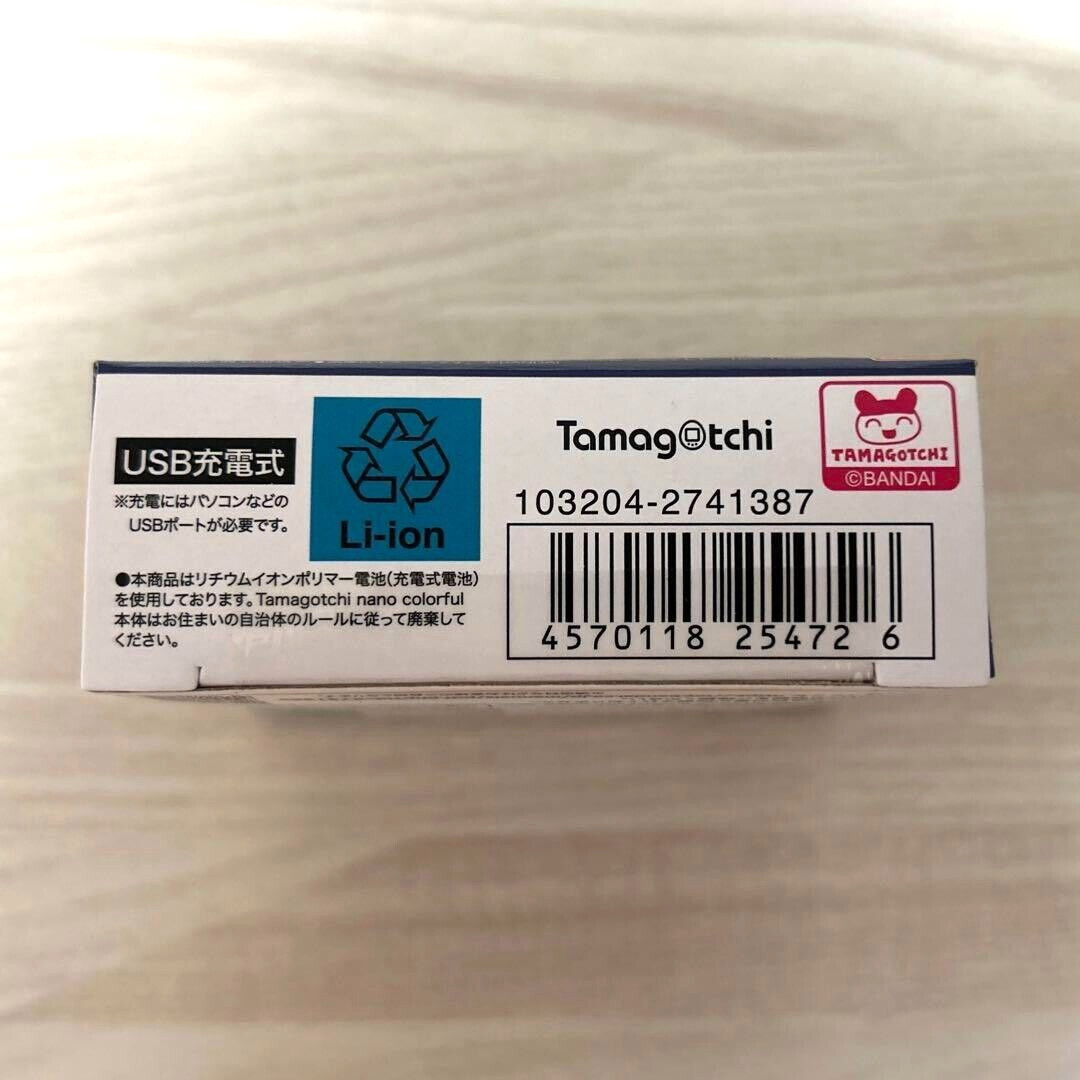 USB充電式
※充電にはパソコンなどの
USBポートが必要です。
Li-ion
●本商品はリチウムイオンポリマー電池(充電式電池)
を使用しております。Tamagotchi nano colorful
本体はお住まいの自治体のルールに従って廃棄して
ください。
Tamagotchi
TAMAGOTCHI
©BANDAI
103204-2741387
4570118 25472 6